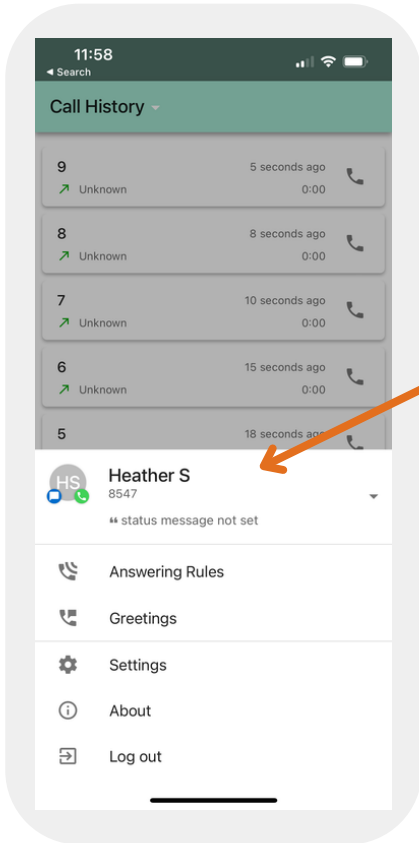 11:58
◀ Search
Call History
9 5 seconds ago
Unknown 0:00
8 8 seconds ago
Unknown 0:00
7 10 seconds ago
Unknown 0:00
6 15 seconds ago
Unknown 0:00
5 18 seconds ago
HS Heather S
8547
❝ status message not set
Answering Rules
Greetings
Settings
About
Log out